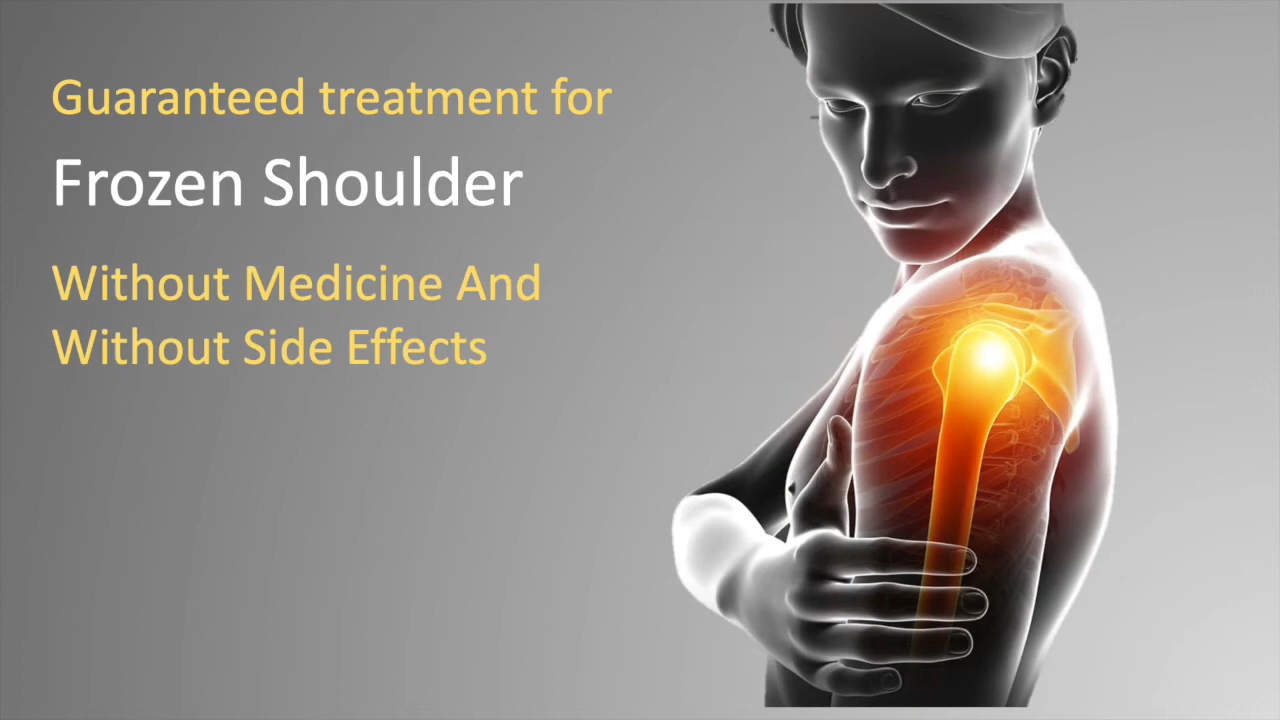 Guaranteed treatment for
Frozen Shoulder
Without Medicine And
Without Side Effects